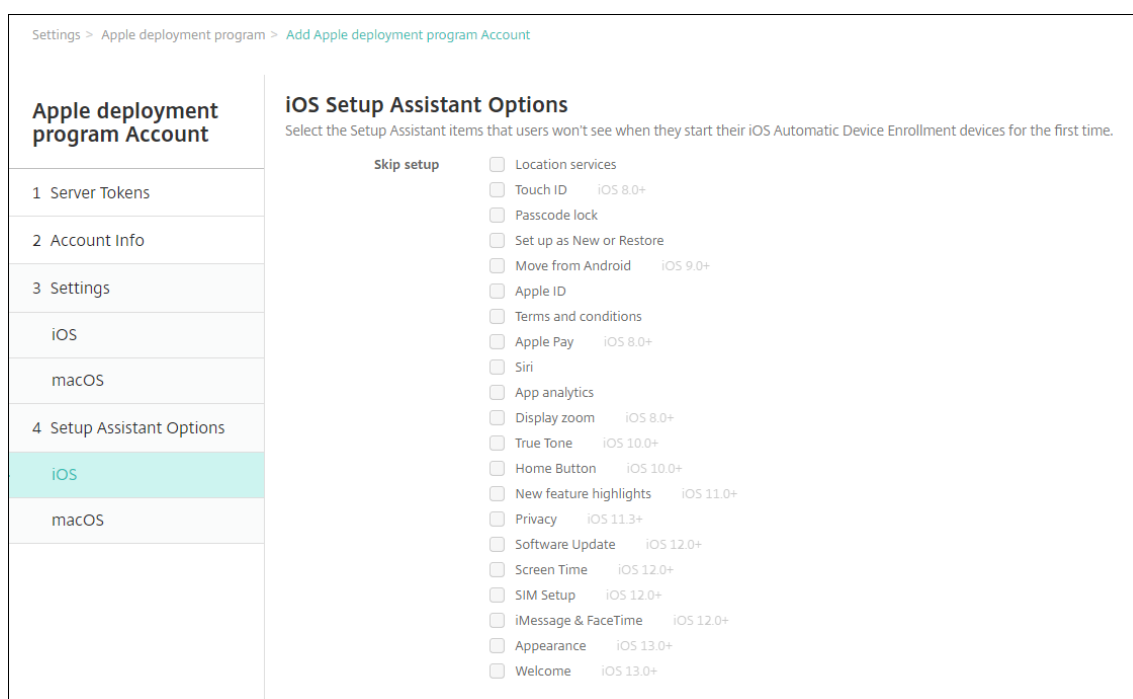 Settings > Apple deployment program > Add Apple deployment program Account
Apple deployment
program Account
1 Server Tokens
2 Account Info
3 Settings
iOS
macOS
4 Setup Assistant Options
iOS
macOS
iOS Setup Assistant Options
Select the Setup Assistant items that users won't see when they start their iOS Automatic Device Enrollment devices for the first time.
Skip setup
Location services
Touch ID iOS 8.0+
Passcode lock
Set up as New or Restore
Move from Android iOS 9.0+
Apple ID
Terms and conditions
Apple Pay iOS 8.0+
Siri
App analytics
Display zoom iOS 8.0+
True Tone iOS 10.0+
Home Button iOS 10.0+
New feature highlights iOS 11.0+
Privacy iOS 11.3+
Software Update iOS 12.0+
Screen Time iOS 12.0+
SIM Setup iOS 12.0+
iMessage & FaceTime iOS 12.0+
Appearance iOS 13.0+
Welcome iOS 13.0+